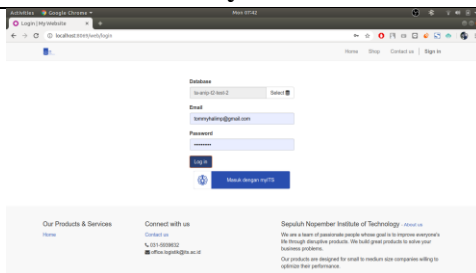 Activities Google Chrome Mon 07:42
Login | My Website
localhost:8069/web/login
Home Shop Contact us Sign in
Database
Select
Email
tommyhalimp@gmail.com
Password
Log in
Masuk dengan myITS
Our Products & Services
Home
Connect with us
Contact us
031-5939632
office.logistik@its.ac.id
Sepuluh Nopember Institute of Technology - About us
We are a team of passionate people whose goal is to improve everyone's
life through disruptive products. We build great products to solve your
business problems.
Our products are designed for small to medium size companies willing to
optimize their performance.